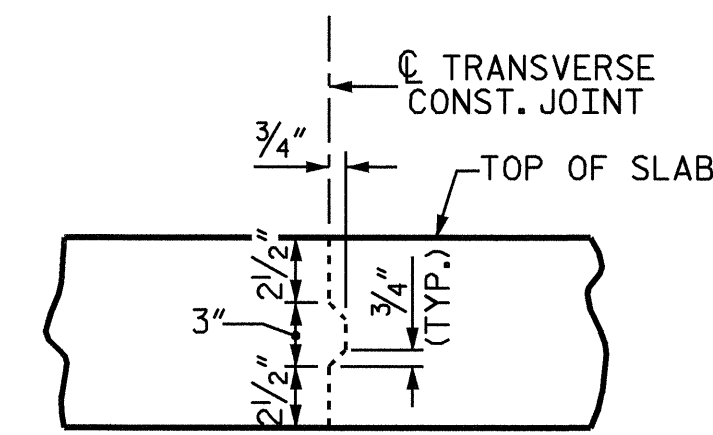 ℄ TRANSVERSE
CONST. JOINT
3/4"
TOP OF SLAB
2 1/2"
3/4"
(TYP.)
3"
2 1/2"